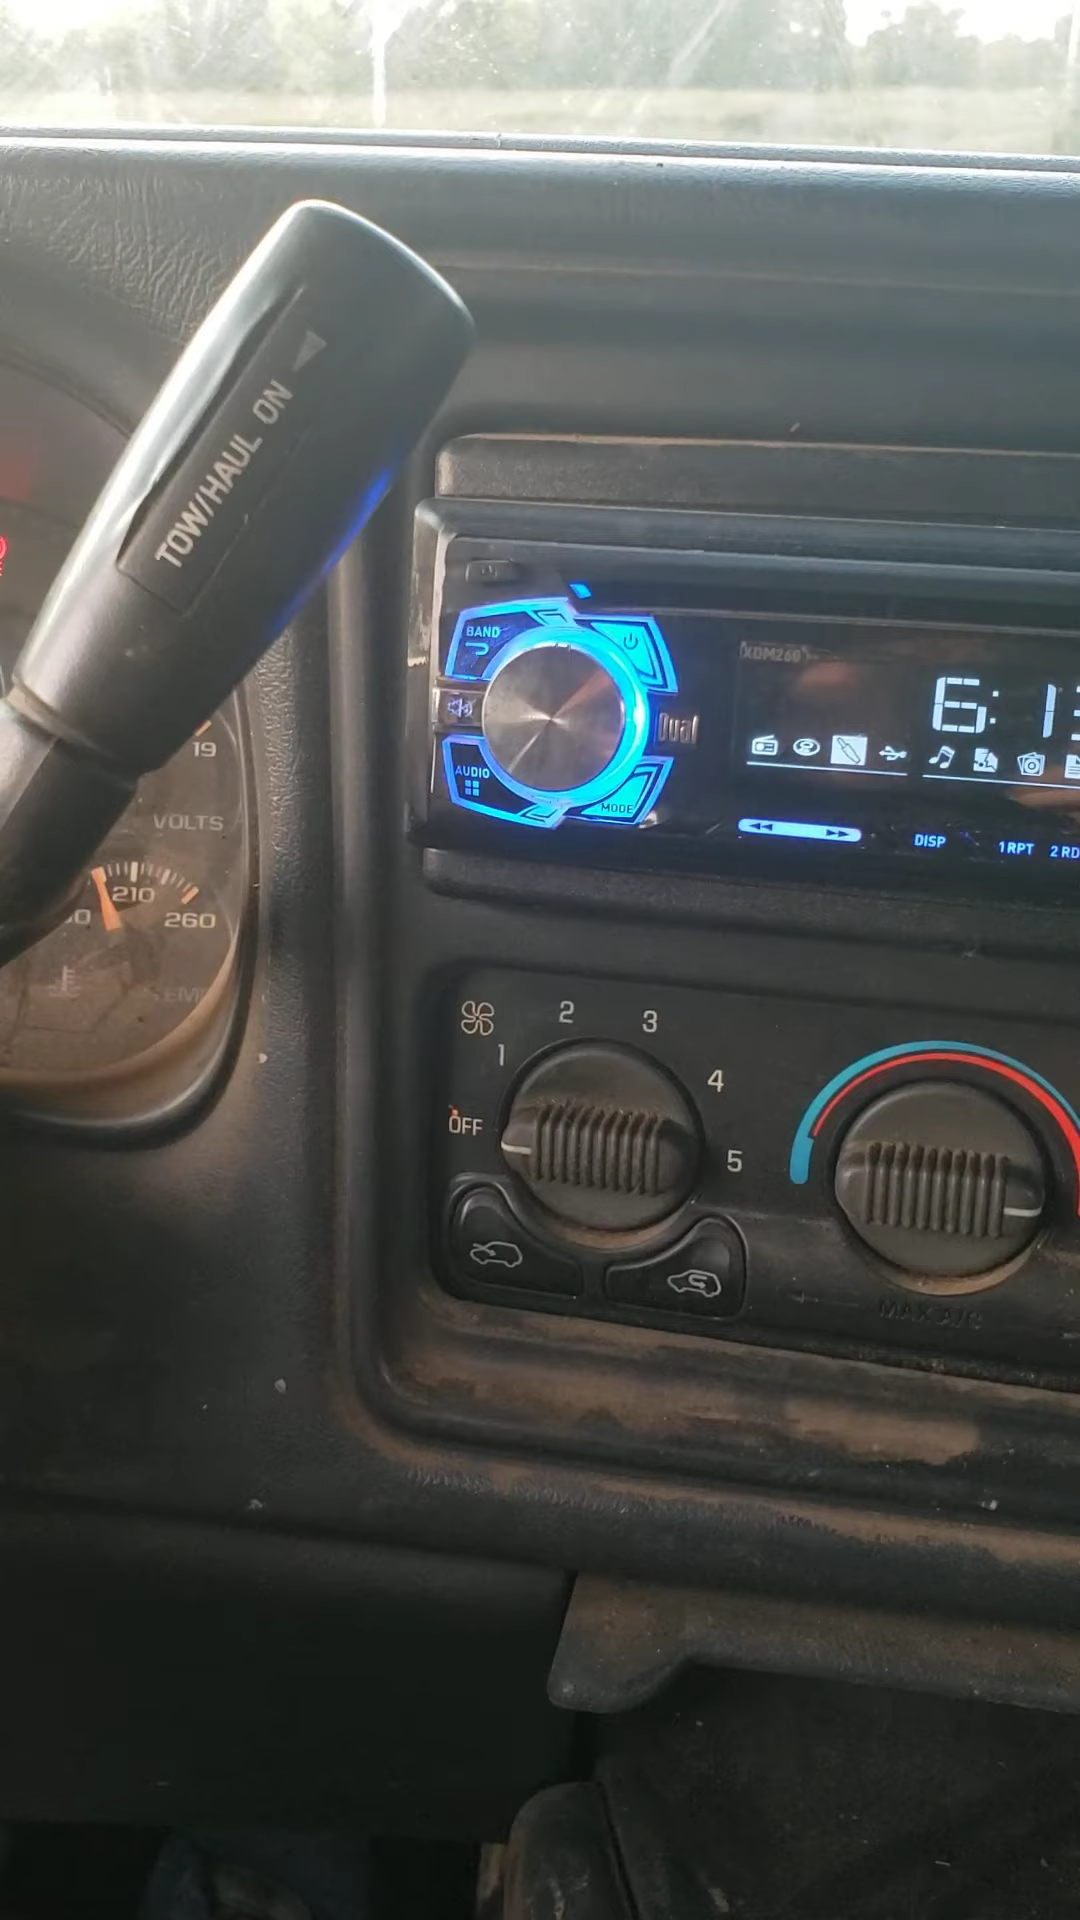 TOW/HAUL ON
BAND
XDM260
6:1
Dual
AUDIO
MODE
DISP
1 RPT
2 RD
19
VOLTS
210
260
2
3
1
4
OFF
5
MAX A/C